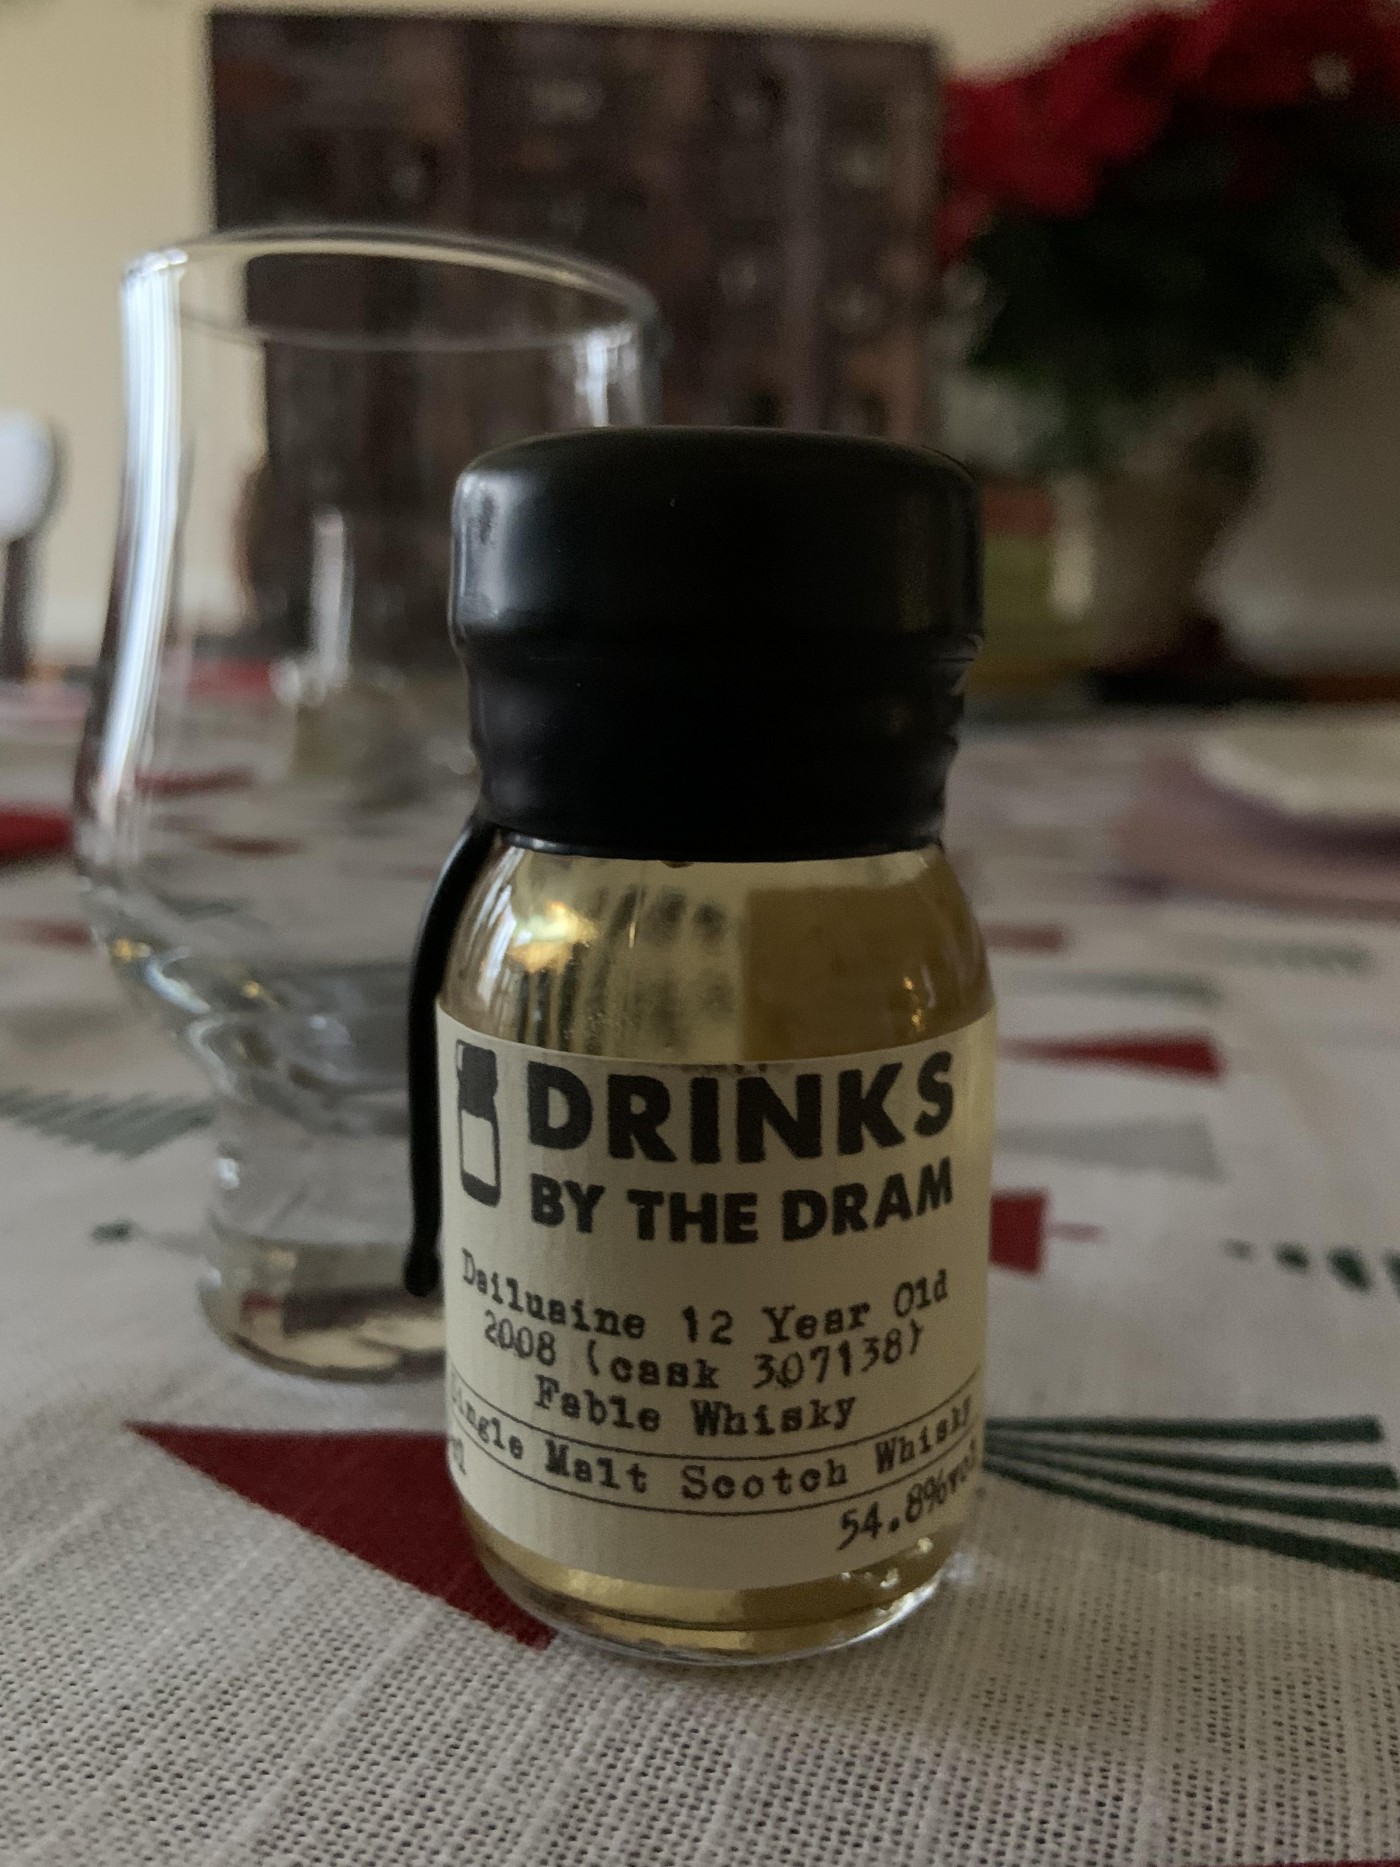 DRINKS
BY THE DRAM
Dailuaine 12 Year Old
2008 (cask 307138)
Fable Whisky
Single Malt Scotch Whisky
54.8%vol